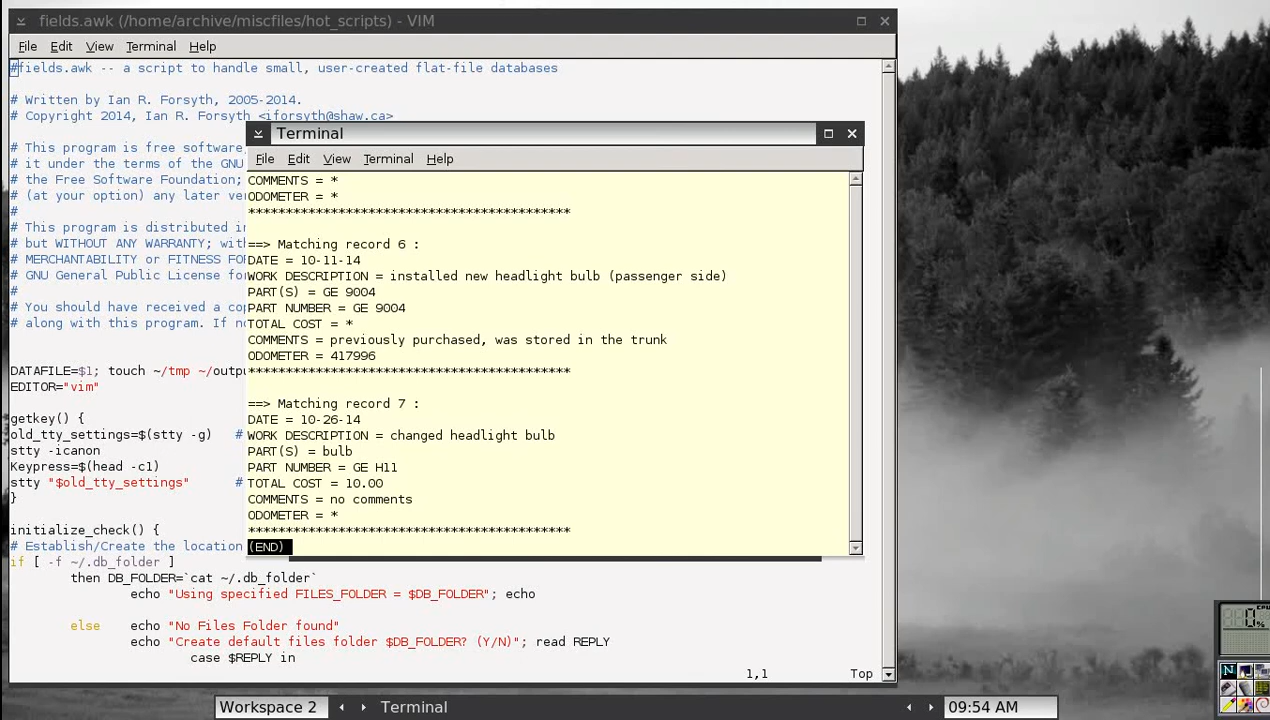 fields.awk (/home/archive/miscfiles/hot_scripts) - VIM
File Edit View Terminal Help
#fields.awk -- a script to handle small, user-created flat-file databases
# Written by Ian R. Forsyth, 2005-2014.
# Copyright 2014, Ian R. Forsyth <iforsyth@shaw.ca>
# This program is free software,
# it under the terms of the GNU
# the Free Software Foundation;
# (at your option) any later ver
#
# This program is distributed in
# but WITHOUT ANY WARRANTY; with
# MERCHANTABILITY or FITNESS FOR
# GNU General Public License for
#
# You should have received a cop
# along with this program. If no
DATAFILE=$1; touch ~/tmp ~/outpu
EDITOR="vim"
getkey() {
old_tty_settings=$(stty -g) #
stty -icanon
Keypress=$(head -c1)
stty "$old_tty_settings" #
}
initialize_check() {
# Establish/Create the location
if [ -f ~/.db_folder ]
then DB_FOLDER=`cat ~/.db_folder`
echo "Using specified FILES_FOLDER = $DB_FOLDER"; echo
else echo "No Files Folder found"
echo "Create default files folder $DB_FOLDER? (Y/N)"; read REPLY
case $REPLY in
1,1 Top
Terminal
File Edit View Terminal Help
COMMENTS = *
ODOMETER = *
*******************************************
==> Matching record 6 :
DATE = 10-11-14
WORK DESCRIPTION = installed new headlight bulb (passenger side)
PART(S) = GE 9004
PART NUMBER = GE 9004
TOTAL COST = *
COMMENTS = previously purchased, was stored in the trunk
ODOMETER = 417996
*******************************************
==> Matching record 7 :
DATE = 10-26-14
WORK DESCRIPTION = changed headlight bulb
PART(S) = bulb
PART NUMBER = GE H11
TOTAL COST = 10.00
COMMENTS = no comments
ODOMETER = *
*******************************************
(END)
Workspace 2 Terminal 09:54 AM
0%
N